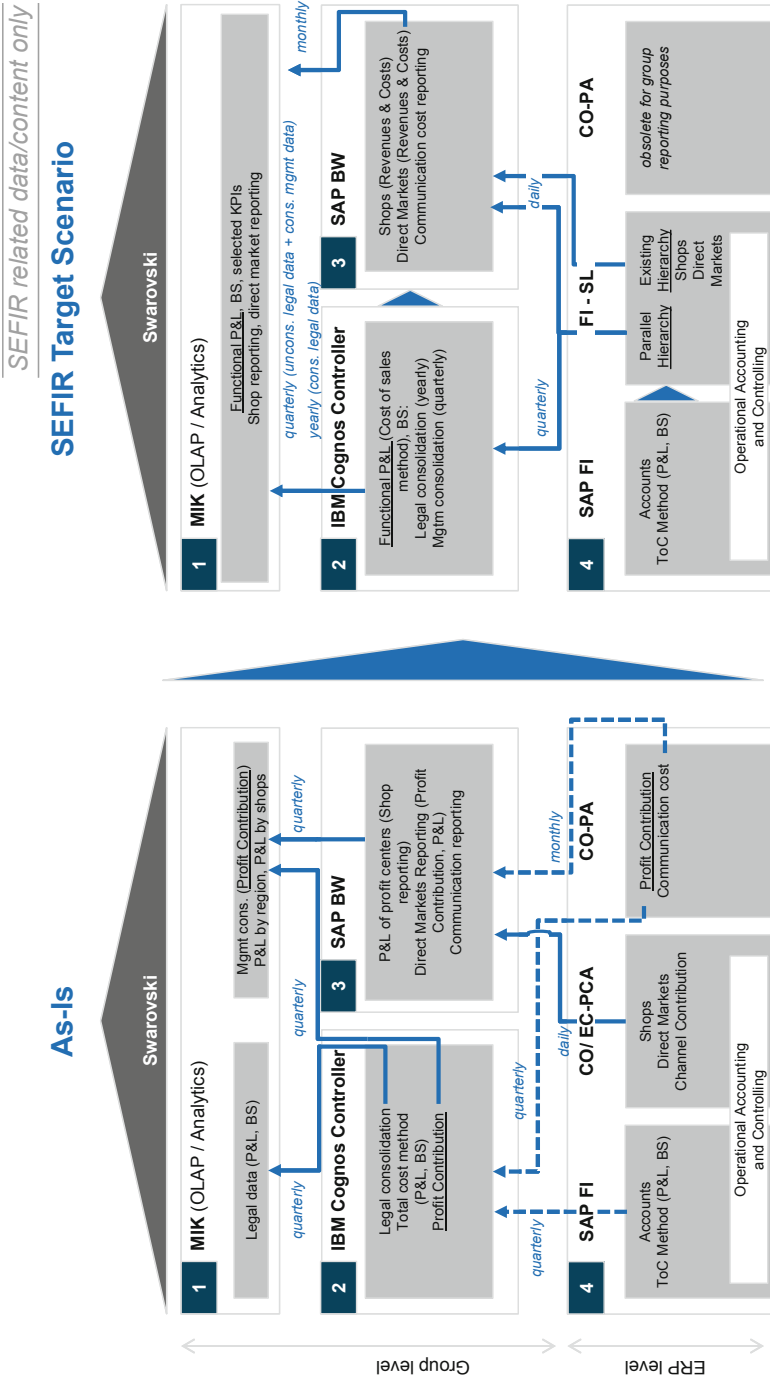 SEFIR related data/content only
As-Is
Swarovski
1
MIK (OLAP / Analytics)
Legal data (P&L, BS)
Mgmt cons. (Profit Contribution)
P&L by region, P&L by shops
quarterly
quarterly
quarterly
2
IBM Cognos Controller
Legal consolidation
Total cost method
(P&L, BS)
Profit Contribution
3
SAP BW
P&L of profit centers (Shop
reporting)
Direct Markets Reporting (Profit
Contribution, P&L)
Communication reporting
quarterly
quarterly
daily
monthly
4
SAP FI
Accounts
ToC Method (P&L, BS)
CO/ EC-PCA
Shops
Direct Markets
Channel Contribution
CO-PA
Profit Contribution
Communication cost
Operational Accounting
and Controlling
Group level
ERP level
SEFIR Target Scenario
Swarovski
1
MIK (OLAP / Analytics)
Functional P&L, BS, selected KPIs
Shop reporting, direct market reporting
quarterly (uncons. legal data + cons. mgmt data)
yearly (cons. legal data)
monthly
2
IBM Cognos Controller
Functional P&L (Cost of sales
method), BS:
Legal consolidation (yearly)
Mgtm consolidation (quarterly)
3
SAP BW
Shops (Revenues & Costs)
Direct Markets (Revenues & Costs)
Communication cost reporting
quarterly
daily
4
SAP FI
Accounts
ToC Method (P&L, BS)
FI - SL
Parallel
Hierarchy
Existing
Hierarchy
Shops
Direct
Markets
CO-PA
obsolete for group
reporting purposes
Operational Accounting
and Controlling